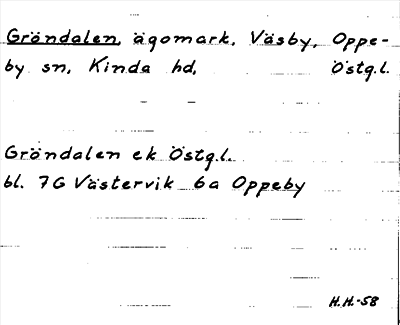 Gröndalen, ägomark, Väsby, Oppe-
by sn, Kinda hd, Östg.l.
Gröndalen ek Östg.l.
bl. 7G Västervik 6a Oppeby
H.H.-58